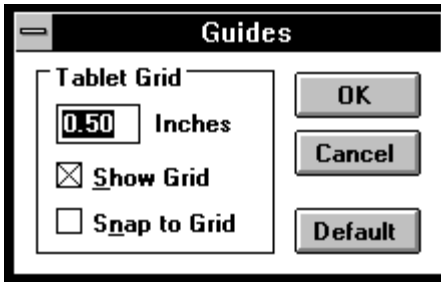 Guides
Tablet Grid
0.50 Inches
Show Grid
Snap to Grid
OK
Cancel
Default